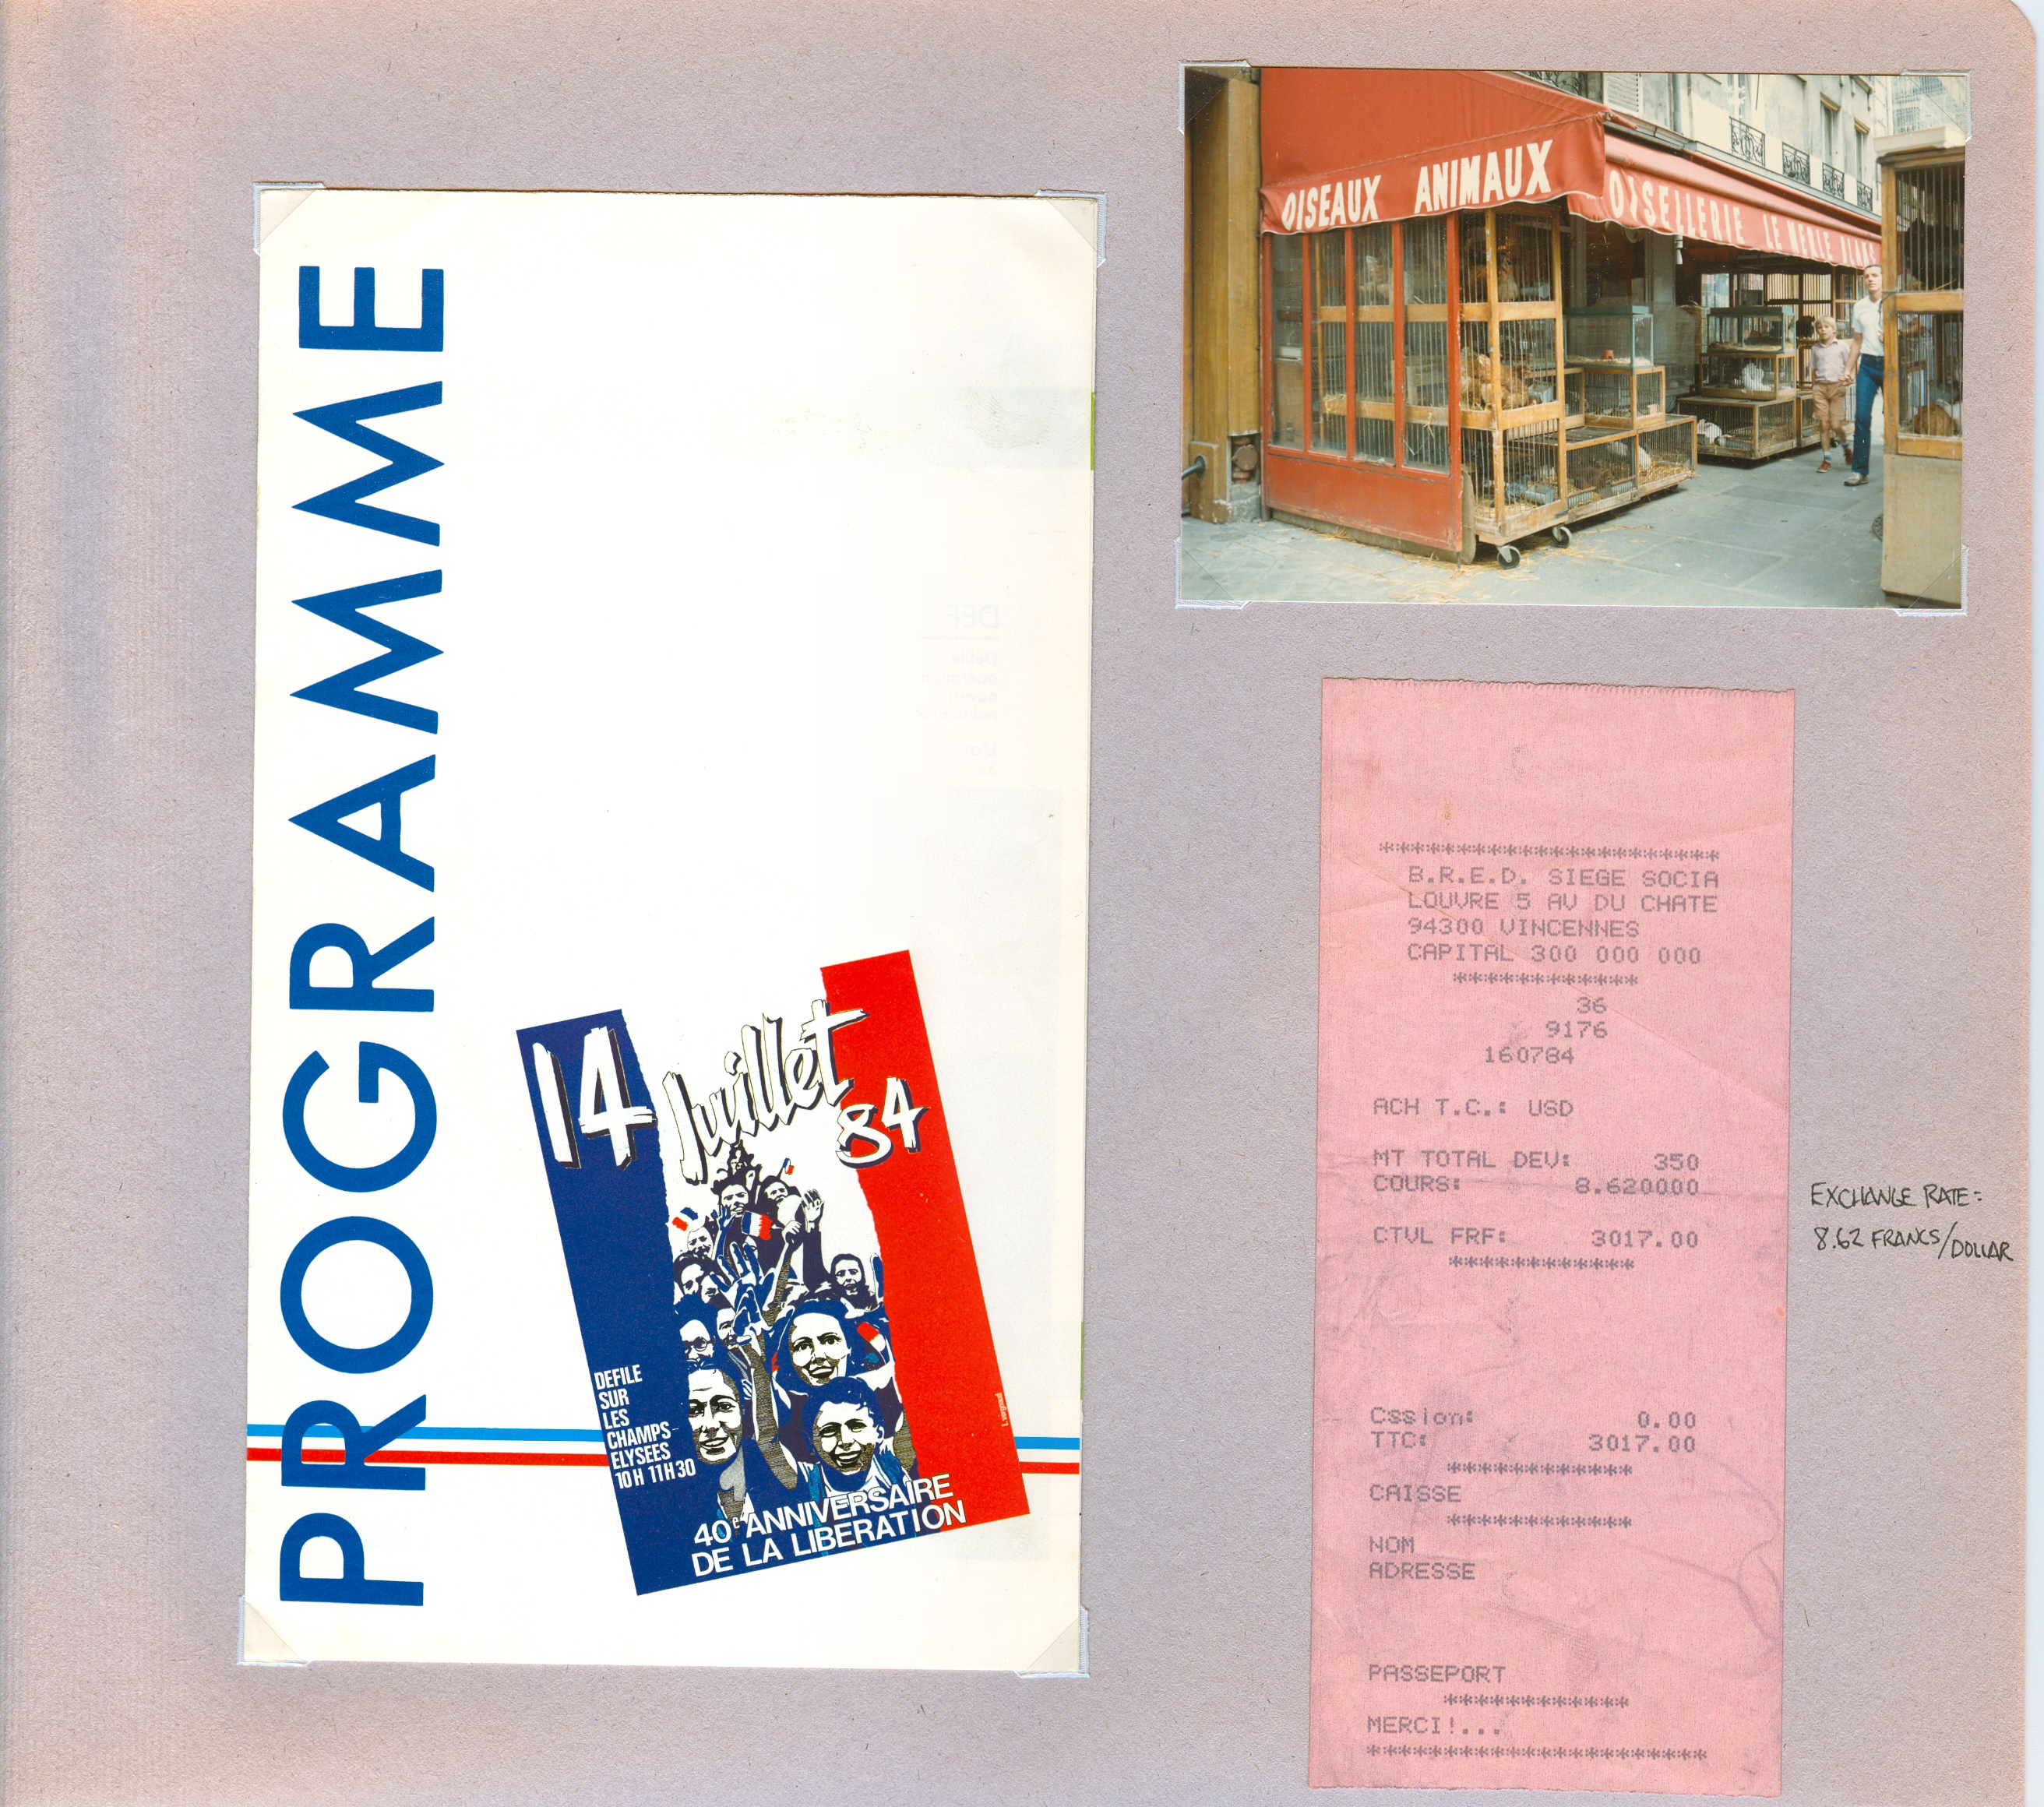 PROGRAMME
14 Juillet 84
DEFILE
SUR
LES
CHAMPS-
ELYSEES
10H 11H30
40e ANNIVERSAIRE
DE LA LIBERATION
OISEAUX ANIMAUX
OISELLERIE LE MERLE BLANC
************************
B.R.E.D. SIEGE SOCIA
LOUVRE 5 AV DU CHATE
94300 VINCENNES
CAPITAL 300 000 000
************
36
9176
160784
ACH T.C.: USD
MT TOTAL DEV: 350
COURS: 8.620000
CTVL FRF: 3017.00
************
Cssion: 0.00
TTC: 3017.00
************
CAISSE
************
NOM
ADRESSE
PASSEPORT
************
MERCI!...
************************
EXCHANGE RATE:
8.62 FRANCS/DOLLAR